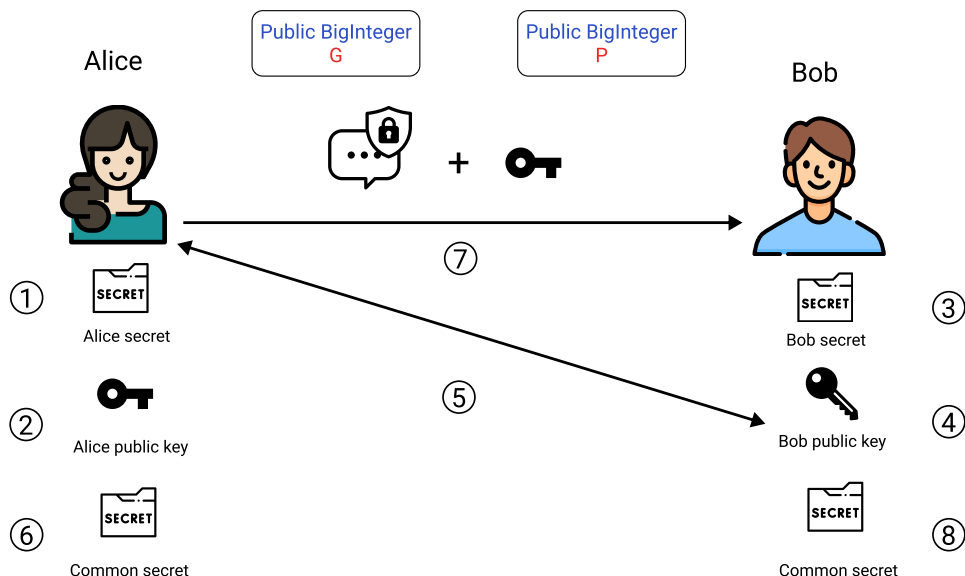 Public BigInteger
G
Public BigInteger
P
Alice
Bob
7
1
SECRET
Alice secret
SECRET
Bob secret
3
2
Alice public key
5
Bob public key
4
6
SECRET
Common secret
SECRET
Common secret
8